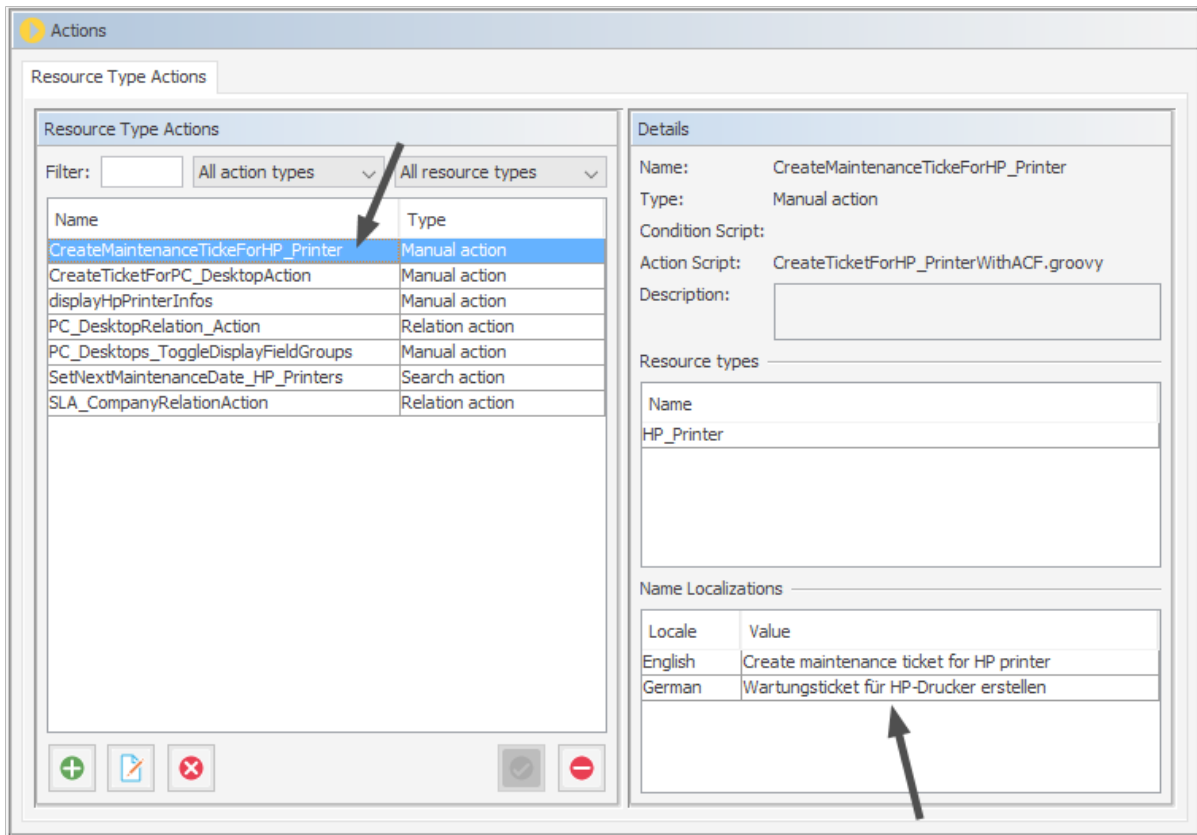 Actions
Resource Type Actions
Resource Type Actions
Filter: All action types All resource types
Name Type
CreateMaintenanceTickeForHP_Printer Manual action
CreateTicketForPC_DesktopAction Manual action
displayHpPrinterInfos Manual action
PC_DesktopRelation_Action Relation action
PC_Desktops_ToggleDisplayFieldGroups Manual action
SetNextMaintenanceDate_HP_Printers Search action
SLA_CompanyRelationAction Relation action
Details
Name: CreateMaintenanceTickeForHP_Printer
Type: Manual action
Condition Script:
Action Script: CreateTicketForHP_PrinterWithACF.groovy
Description:
Resource types
Name
HP_Printer
Name Localizations
Locale Value
English Create maintenance ticket for HP printer
German Wartungsticket für HP-Drucker erstellen